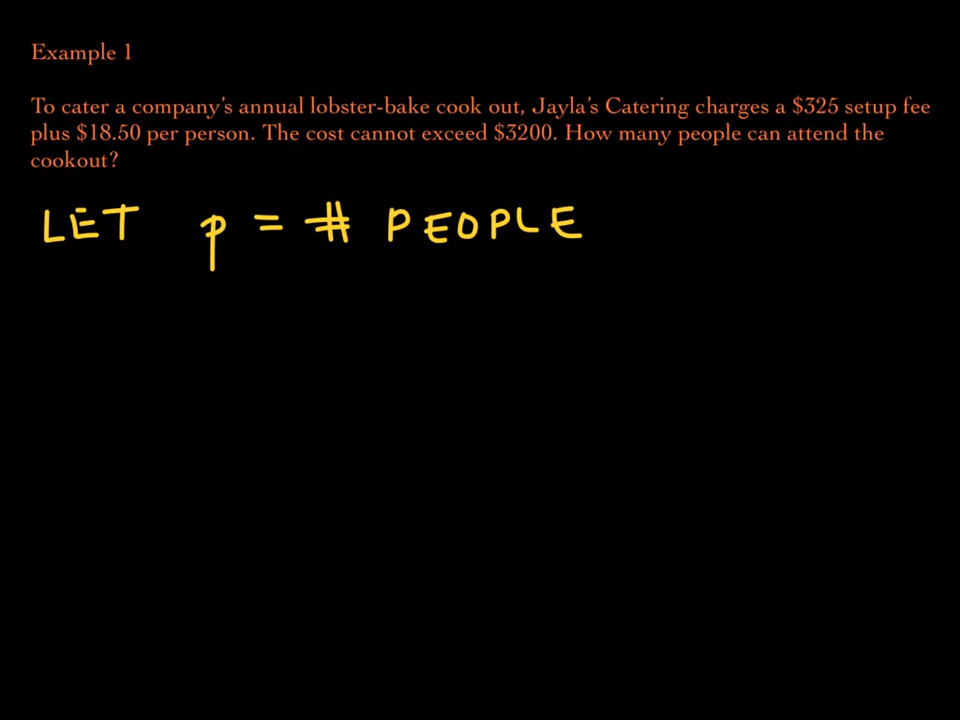 Example 1
To cater a company's annual lobster-bake cook out, Jayla's Catering charges a $325 setup fee
plus $18.50 per person. The cost cannot exceed $3200. How many people can attend the
cookout?
LET p = # PEOPLE